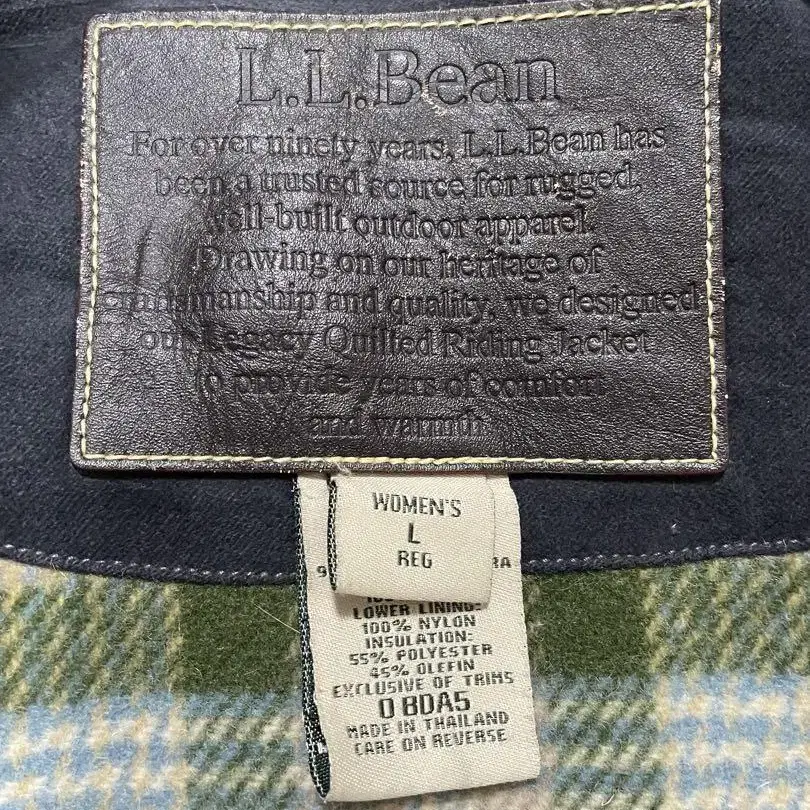 L.L.Bean
For over ninety years, L.L.Bean has
been a trusted source for rugged,
well-built outdoor apparel.
Drawing on our heritage of
craftsmanship and quality, we designed
our Legacy Quilted Riding Jacket
to provide years of comfort
and warmth.
WOMEN'S
L
REG
LOWER LINING:
100% NYLON
INSULATION:
55% POLYESTER
45% OLEFIN
EXCLUSIVE OF TRIMS
0 BDA5
MADE IN THAILAND
CARE ON REVERSE